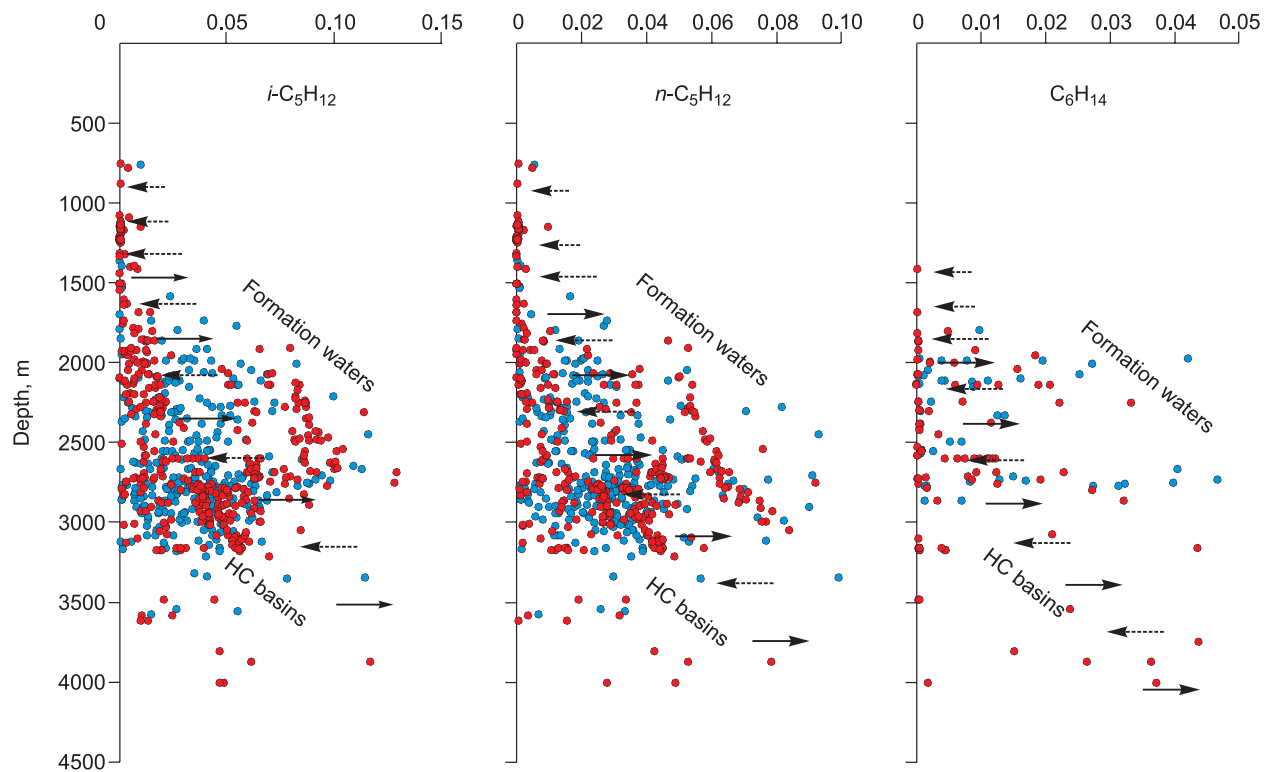 0 0.05 0.10 0.15
0 0.02 0.04 0.06 0.08 0.10
0 0.01 0.02 0.03 0.04 0.05
i-C₅H₁₂
n-C₅H₁₂
C₆H₁₄
Depth, m
500
1000
1500
2000
2500
3000
3500
4000
4500
Formation waters
HC basins
Formation waters
HC basins
Formation waters
HC basins